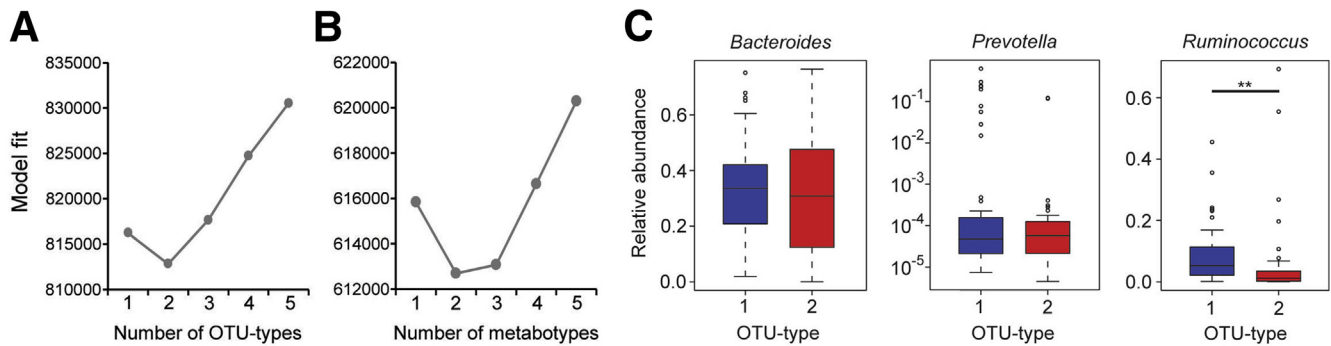 A
Model fit
835000
830000
825000
820000
815000
810000
1 2 3 4 5
Number of OTU-types
B
622000
620000
618000
616000
614000
612000
1 2 3 4 5
Number of metabotypes
C
Relative abundance
Bacteroides
0.6
0.4
0.2
0.0
1 2
OTU-type
Prevotella
10-1
10-2
10-3
10-4
10-5
1 2
OTU-type
Ruminococcus
**
0.6
0.4
0.2
0.0
1 2
OTU-type